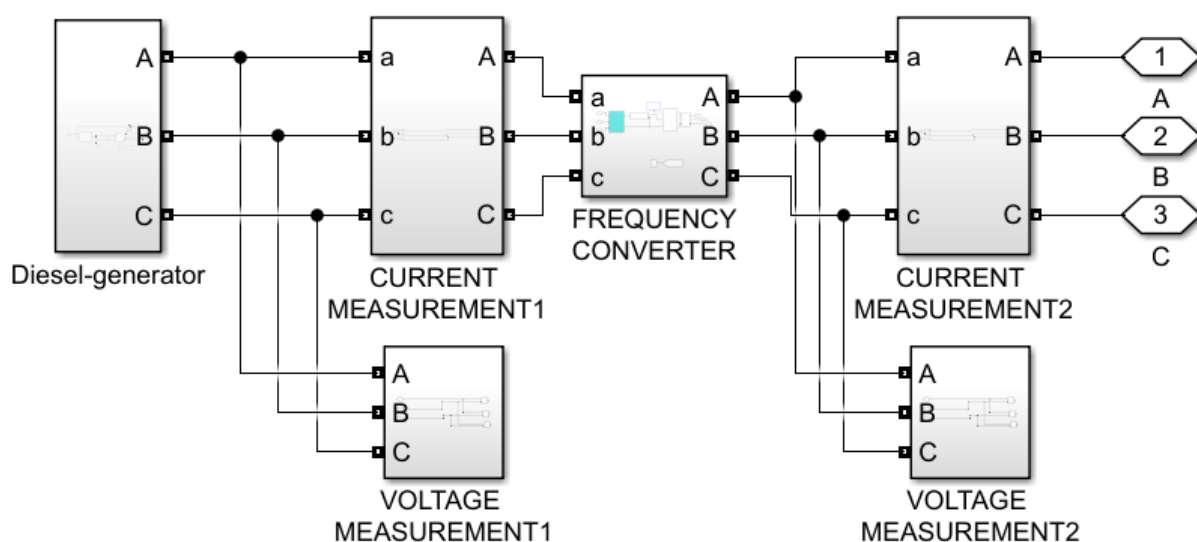 A
B
C
Diesel-generator
a
b
c
A
B
C
CURRENT
MEASUREMENT1
a
b
c
A
B
C
FREQUENCY
CONVERTER
a
b
c
A
B
C
CURRENT
MEASUREMENT2
1
A
2
B
3
C
A
B
C
VOLTAGE
MEASUREMENT1
A
B
C
VOLTAGE
MEASUREMENT2